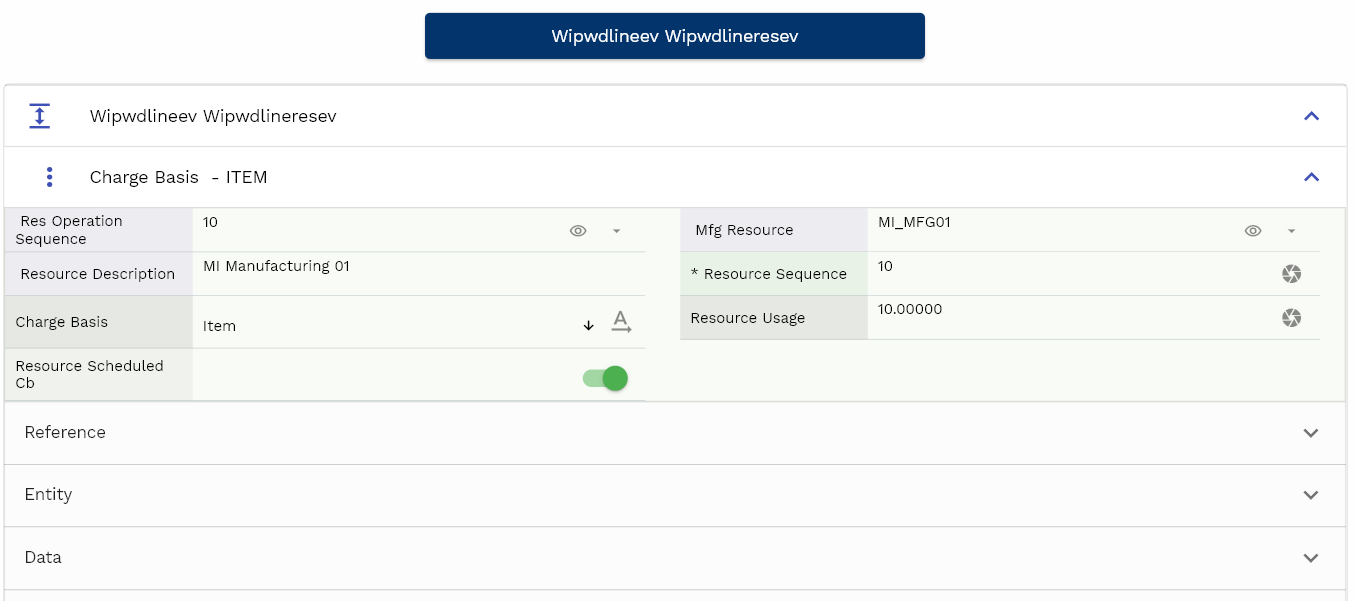 Wipwdlineev Wipwdlineresev
Wipwdlineev Wipwdlineresev
Charge Basis - ITEM
Res Operation
Sequence
10
Mfg Resource
MI_MFG01
Resource Description
MI Manufacturing 01
* Resource Sequence
10
Charge Basis
Item
Resource Usage
10.00000
Resource Scheduled
Cb
Reference
Entity
Data